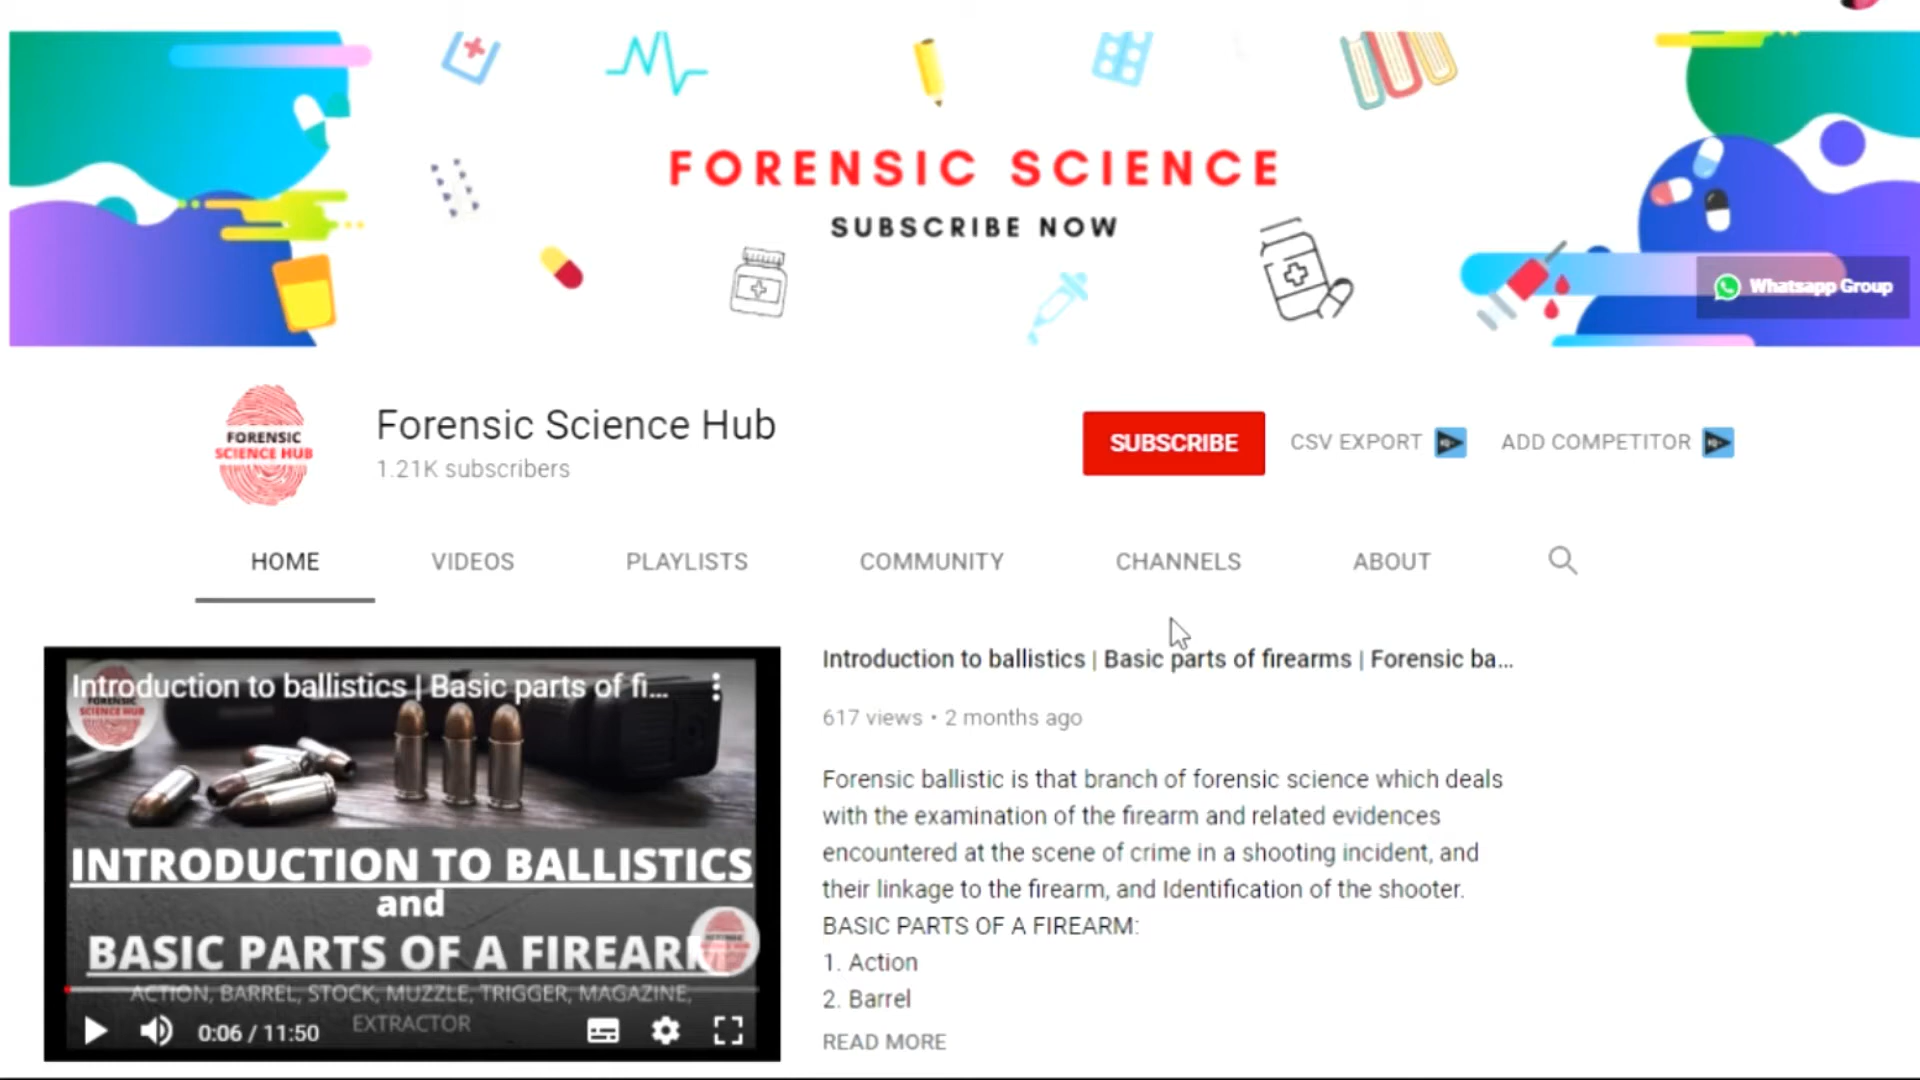 FORENSIC SCIENCE
SUBSCRIBE NOW
Whatsapp Group
FORENSIC
SCIENCE HUB
Forensic Science Hub
1.21K subscribers
SUBSCRIBE
CSV EXPORT
ADD COMPETITOR
HOME
VIDEOS
PLAYLISTS
COMMUNITY
CHANNELS
ABOUT
Introduction to ballistics | Basic parts of fi...
FORENSIC
SCIENCE HUB
INTRODUCTION TO BALLISTICS
and
BASIC PARTS OF A FIREARM
ACTION, BARREL, STOCK, MUZZLE, TRIGGER, MAGAZINE,
EXTRACTOR
0:06 / 11:50
Introduction to ballistics | Basic parts of firearms | Forensic ba...
617 views • 2 months ago
Forensic ballistic is that branch of forensic science which deals
with the examination of the firearm and related evidences
encountered at the scene of crime in a shooting incident, and
their linkage to the firearm, and Identification of the shooter.
BASIC PARTS OF A FIREARM:
1. Action
2. Barrel
READ MORE